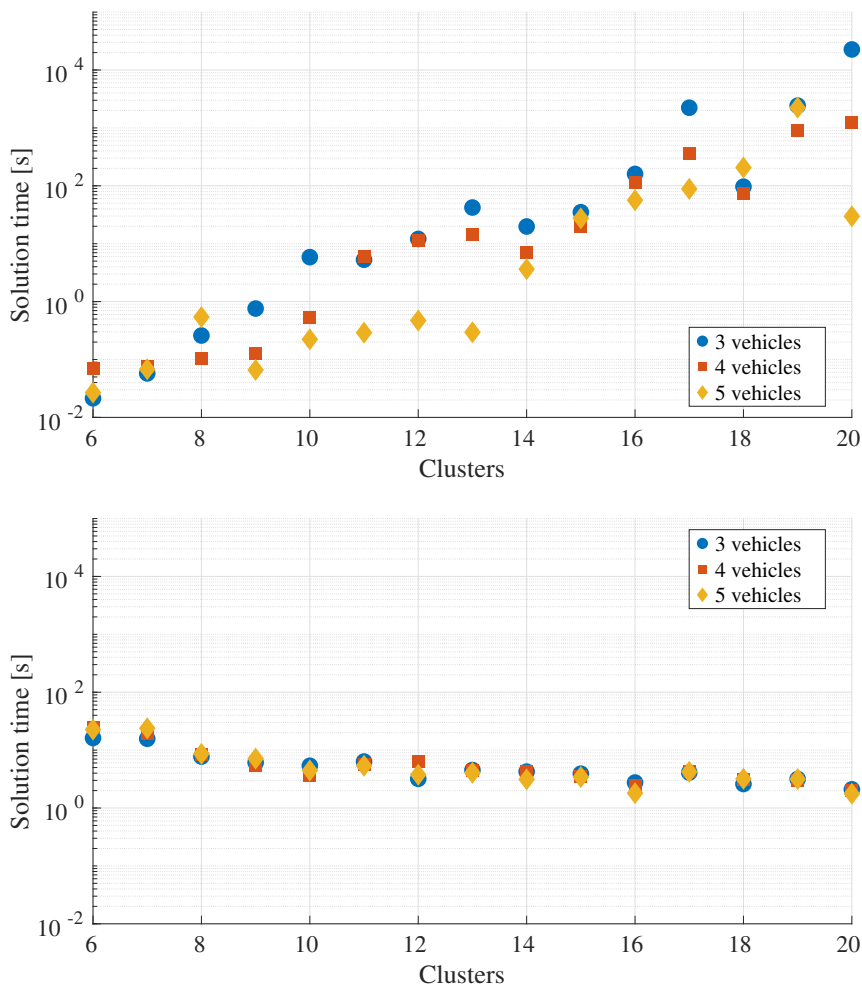 10^4
10^2
10^0
10^-2
Solution time [s]
3 vehicles
4 vehicles
5 vehicles
6 8 10 12 14 16 18 20
Clusters
10^4
10^2
10^0
10^-2
Solution time [s]
3 vehicles
4 vehicles
5 vehicles
6 8 10 12 14 16 18 20
Clusters